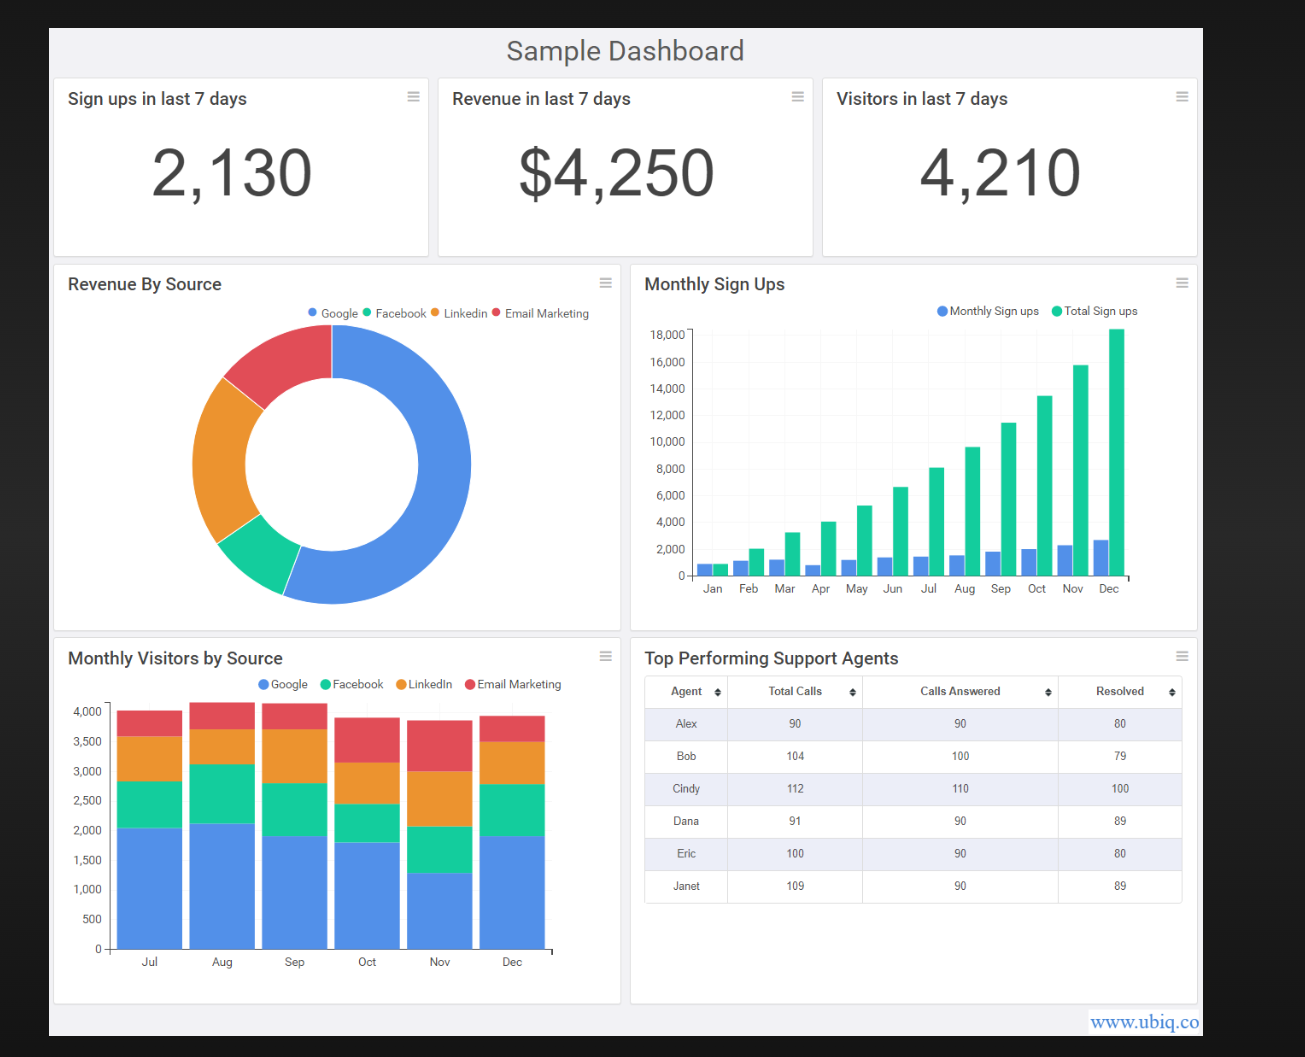 Sample Dashboard
Sign ups in last 7 days
2,130
Revenue in last 7 days
$4,250
Visitors in last 7 days
4,210
Revenue By Source
Google Facebook Linkedin Email Marketing
Monthly Sign Ups
Monthly Sign ups Total Sign ups
18,000
16,000
14,000
12,000
10,000
8,000
6,000
4,000
2,000
0
Jan Feb Mar Apr May Jun Jul Aug Sep Oct Nov Dec
Monthly Visitors by Source
Google Facebook LinkedIn Email Marketing
4,000
3,500
3,000
2,500
2,000
1,500
1,000
500
0
Jul Aug Sep Oct Nov Dec
Top Performing Support Agents
Agent Total Calls Calls Answered Resolved
Alex 90 90 80
Bob 104 100 79
Cindy 112 110 100
Dana 91 90 89
Eric 100 90 80
Janet 109 90 89
www.ubiq.co